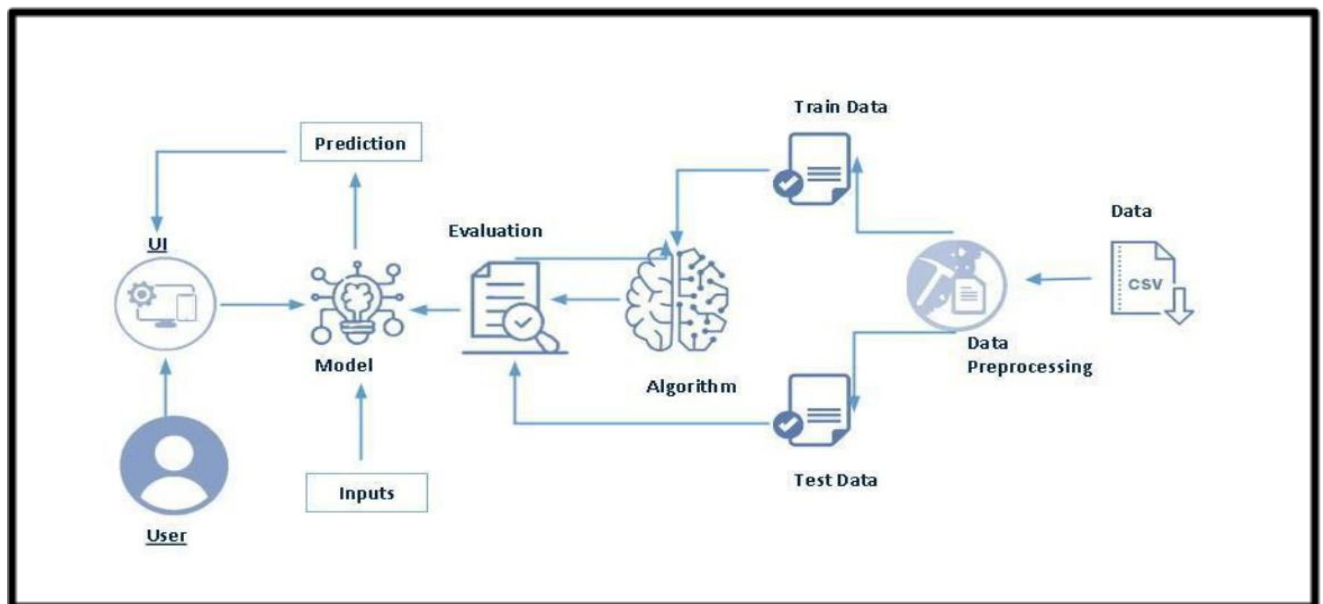 Train Data
Prediction
Data
UI
Evaluation
CSV
Model
Data
Preprocessing
Algorithm
Inputs
Test Data
User